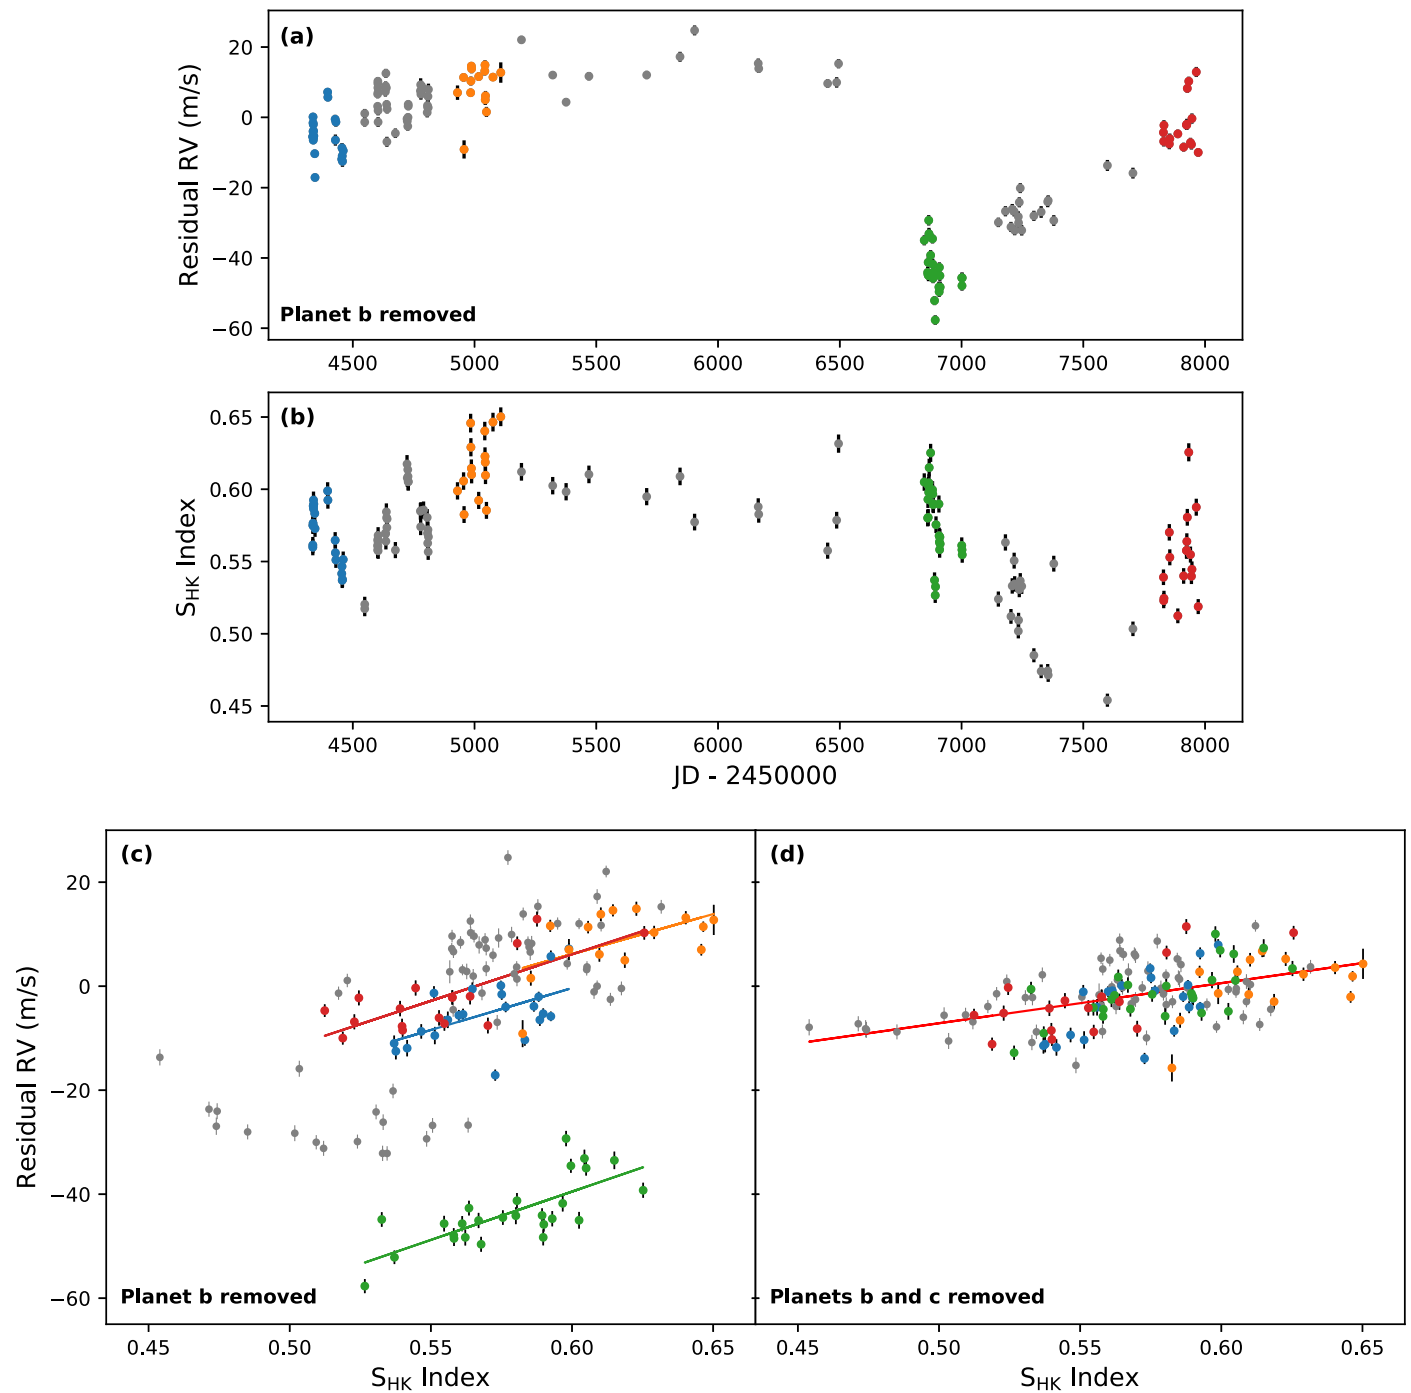 (a)
Residual RV (m/s)
20
0
−20
−40
−60
Planet b removed
4500 5000 5500 6000 6500 7000 7500 8000
(b)
S_HK Index
0.65
0.60
0.55
0.50
0.45
4500 5000 5500 6000 6500 7000 7500 8000
JD - 2450000
(c)
Residual RV (m/s)
20
0
−20
−40
−60
Planet b removed
0.45 0.50 0.55 0.60 0.65
S_HK Index
(d)
Planets b and c removed
0.45 0.50 0.55 0.60 0.65
S_HK Index